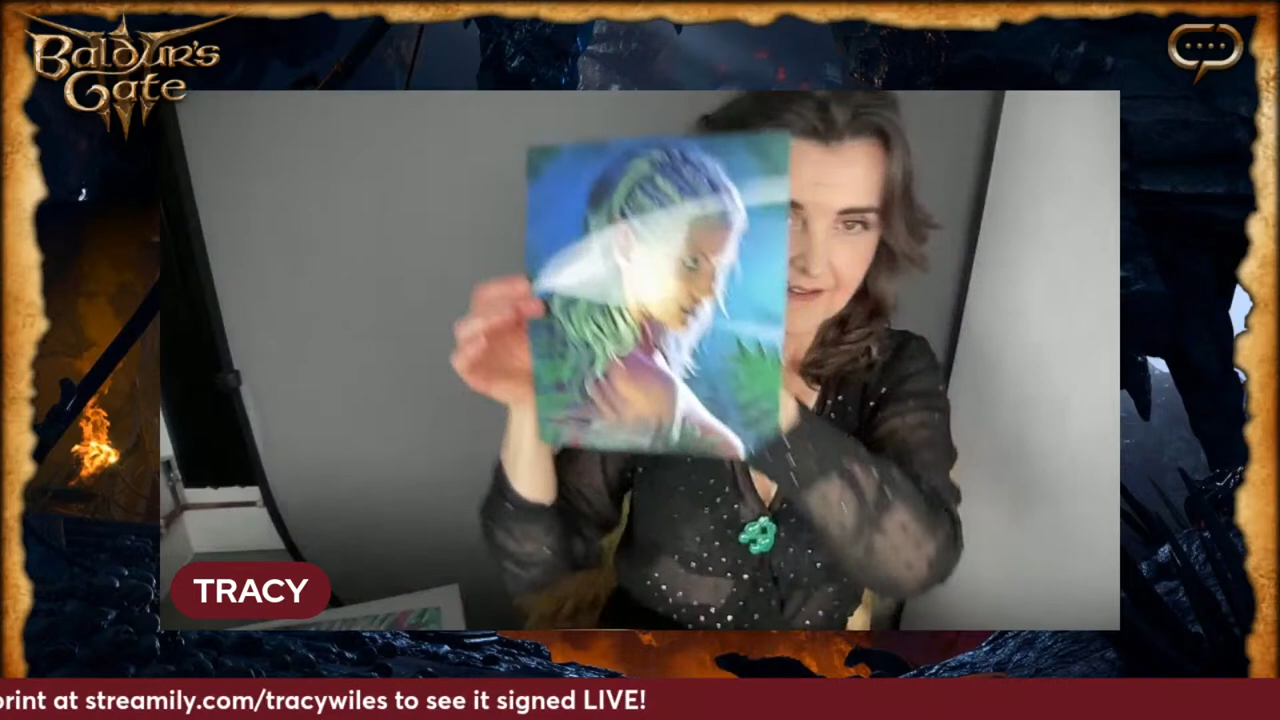 Baldur's
Gate
III
TRACY
print at streamily.com/tracywiles to see it signed LIVE!